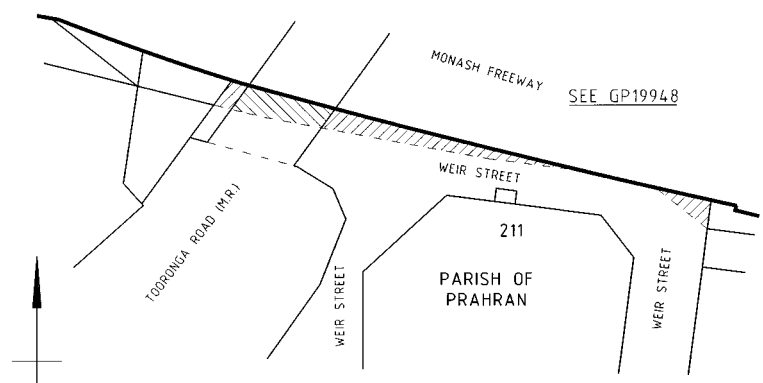 MONASH FREEWAY
SEE GP19948
WEIR STREET
TOORONGA ROAD (M.R.)
211
PARISH OF
PRAHRAN
WEIR STREET
WEIR STREET